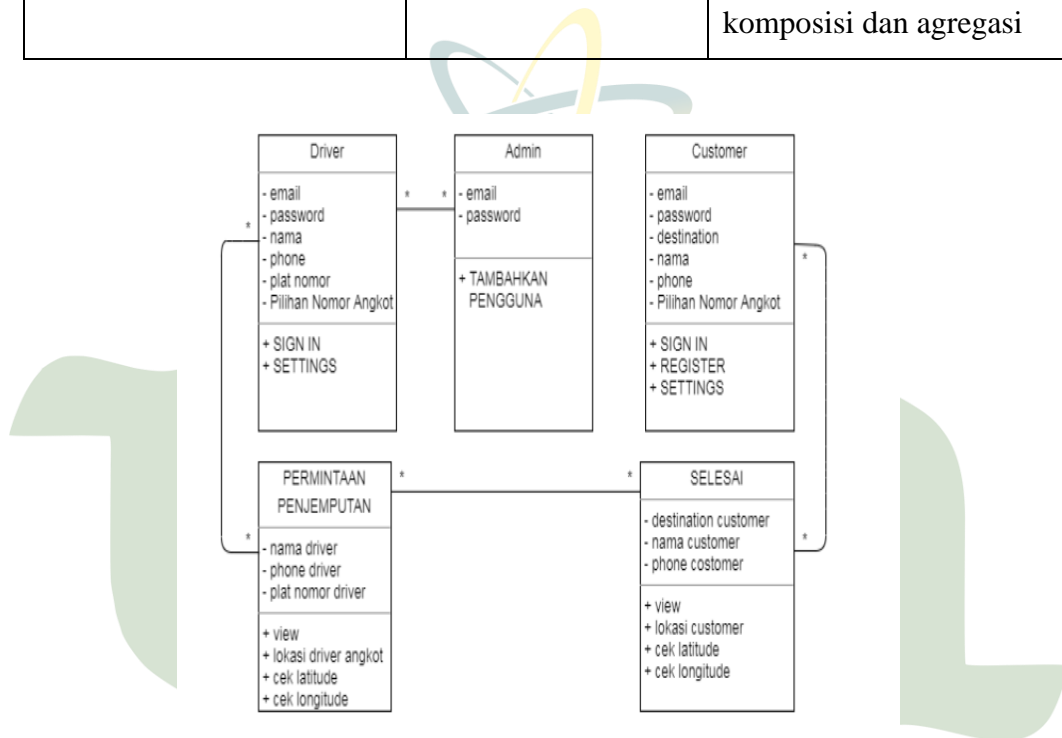 komposisi dan agregasi
Driver
- email
- password
- nama
- phone
- plat nomor
- Pilihan Nomor Angkot
+ SIGN IN
+ SETTINGS
*
*
*
Admin
- email
- password
+ TAMBAHKAN
PENGGUNA
Customer
- email
- password
- destination
- nama
- phone
- Pilihan Nomor Angkot
+ SIGN IN
+ REGISTER
+ SETTINGS
*
PERMINTAAN
PENJEMPUTAN
- nama driver
- phone driver
- plat nomor driver
+ view
+ lokasi driver angkot
+ cek latitude
+ cek longitude
*
*
*
SELESAI
- destination customer
- nama customer
- phone costomer
+ view
+ lokasi customer
+ cek latitude
+ cek longitude
*